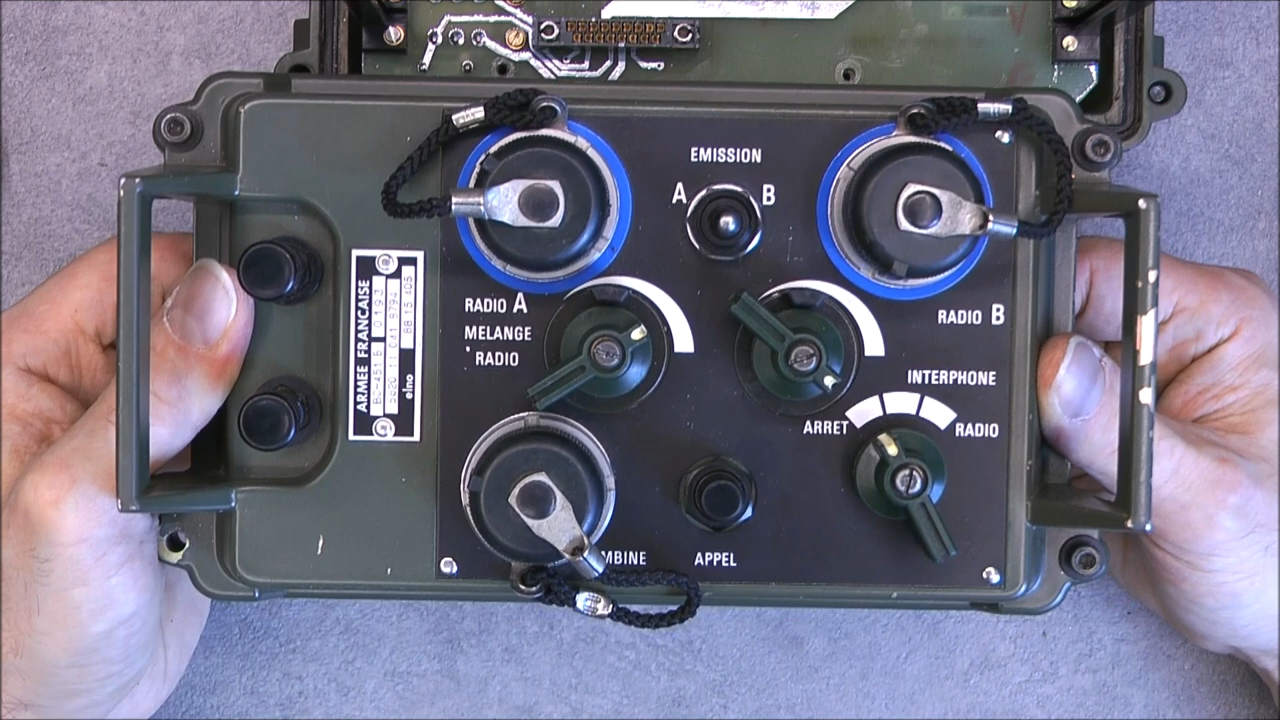 EMISSION
A B
RADIO A
MELANGE
RADIO
RADIO B
INTERPHONE
ARRET
RADIO
MBINE
APPEL
ARMEE FRANCAISE
elno